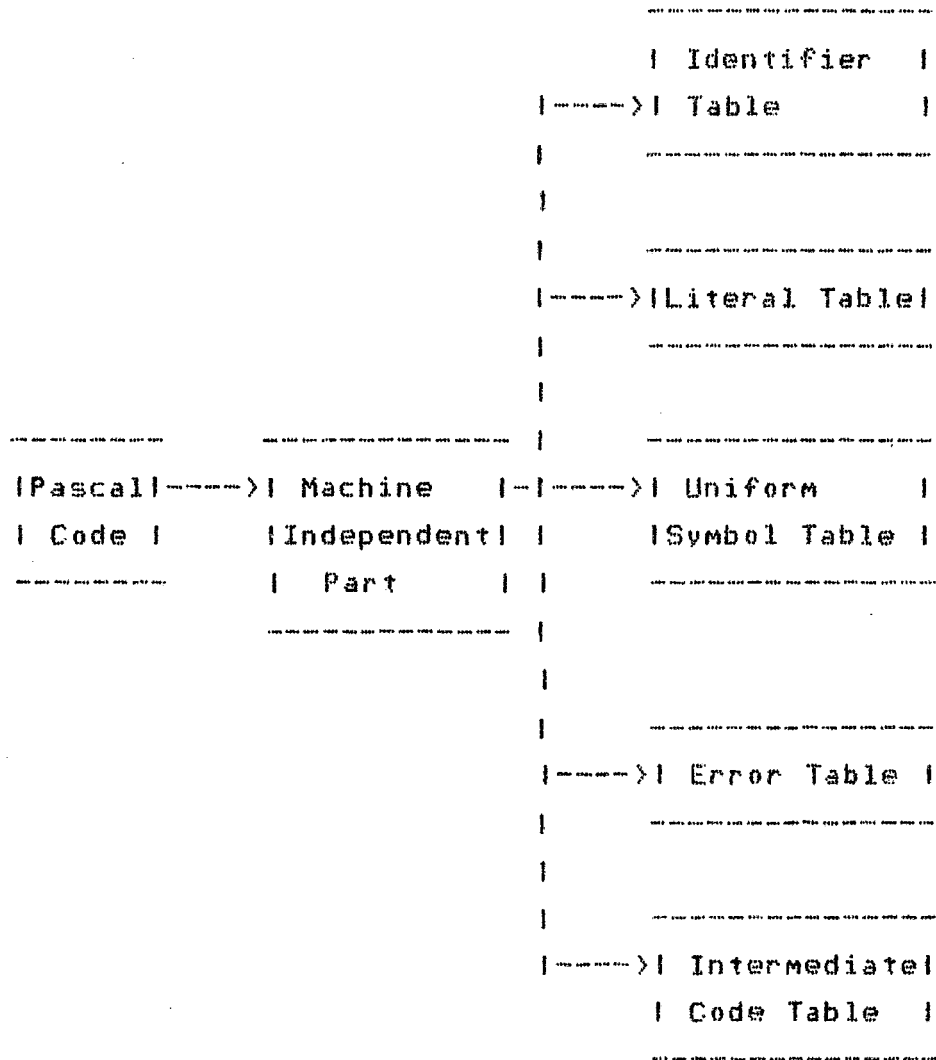 Identifier
Table
Literal Table
Pascal
Code
Machine
Independent
Part
Uniform
Symbol Table
Error Table
Intermediate
Code Table